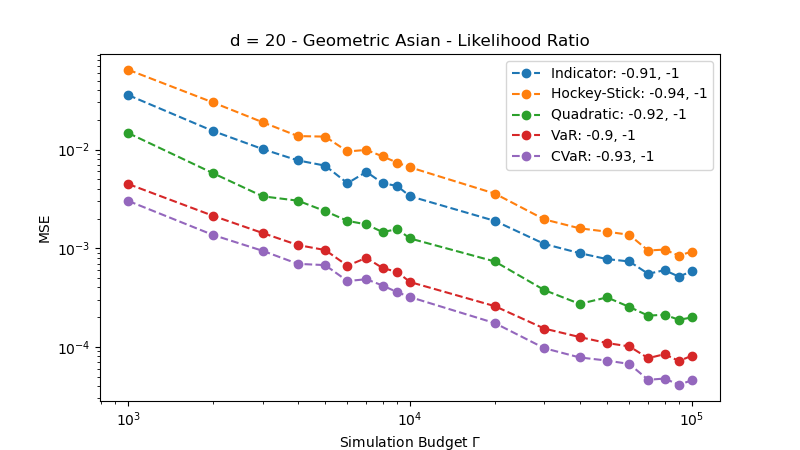 d = 20 - Geometric Asian - Likelihood Ratio
Indicator: -0.91, -1
Hockey-Stick: -0.94, -1
Quadratic: -0.92, -1
VaR: -0.9, -1
CVaR: -0.93, -1
MSE
10⁻²
10⁻³
10⁻⁴
10³ 10⁴ 10⁵
Simulation Budget Γ